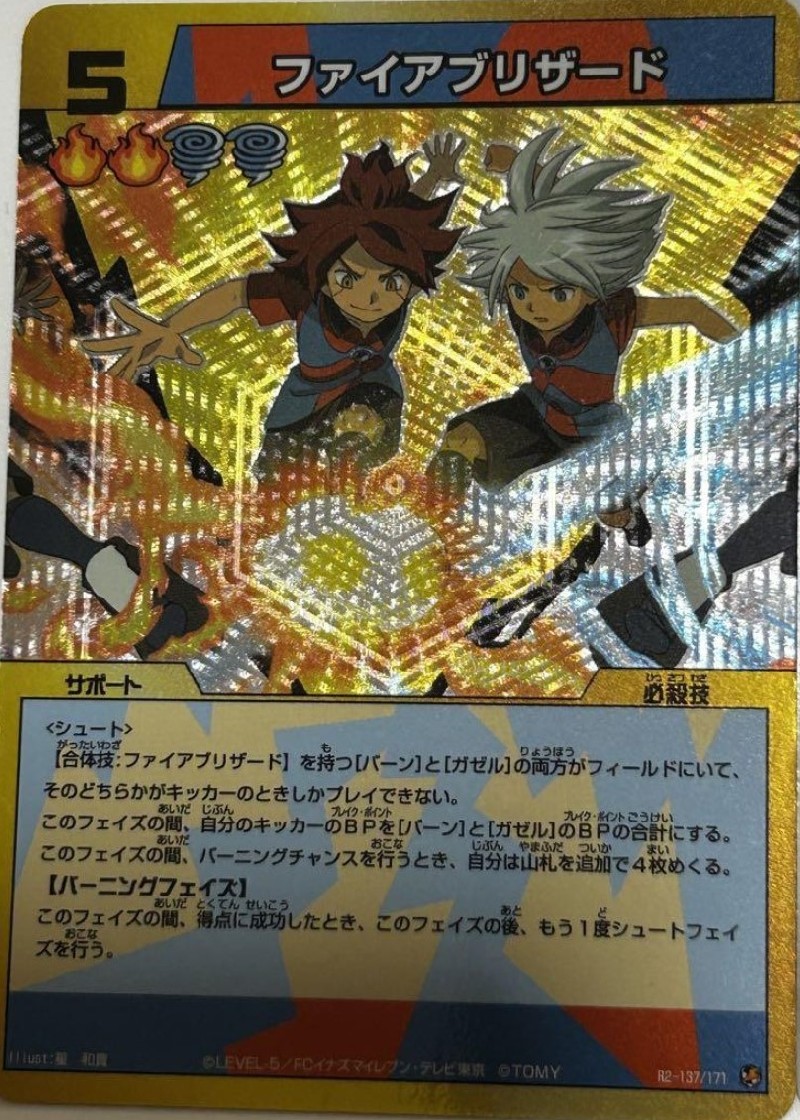 5
ファイアブリザード
サポート
必殺技
<シュート>
【合体技:ファイアブリザード】を持つ[バーン]と[ガゼル]の両方がフィールドにいて、
そのどちらかがキッカーのときしかプレイできない。
このフェイズの間、自分のキッカーのBPを[バーン]と[ガゼル]のBPの合計にする。
このフェイズの間、バーニングチャンスを行うとき、自分は山札を追加で4枚めくる。
【バーニングフェイズ】
このフェイズの間、得点に成功したとき、このフェイズの後、もう1度シュートフェイ
ズを行う。
Illust: 和貴
©LEVEL-5/FCイナズマイレブン・テレビ東京 ©TOMY
R2-137/171